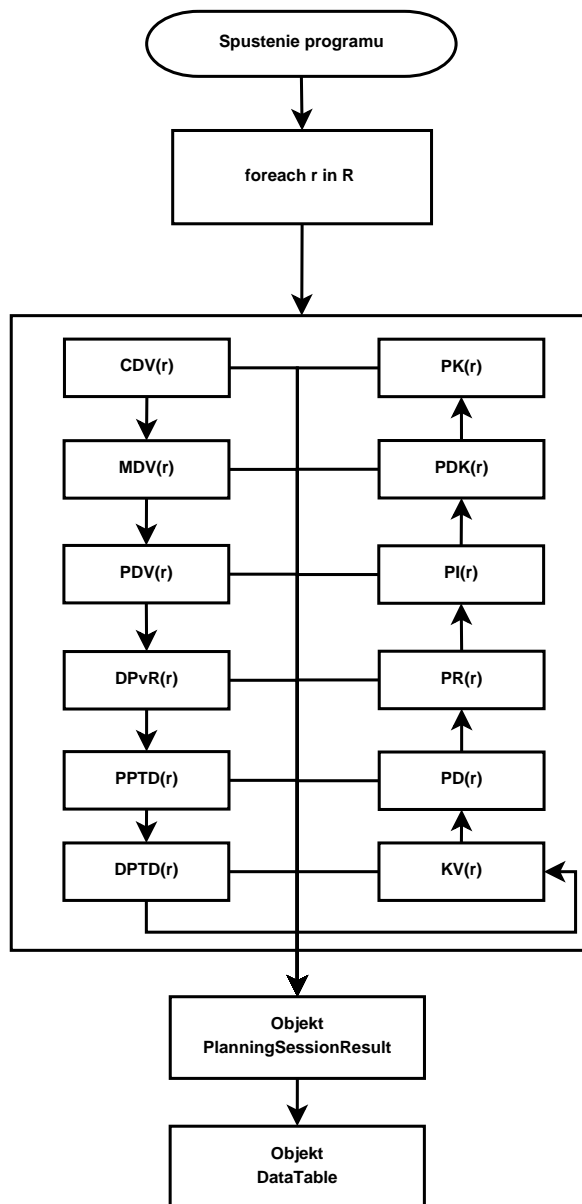 Spustenie programu
foreach r in R
CDV(r)
PK(r)
MDV(r)
PDK(r)
PDV(r)
PI(r)
DPvR(r)
PR(r)
PPTD(r)
PD(r)
DPTD(r)
KV(r)
Objekt
PlanningSessionResult
Objekt
DataTable